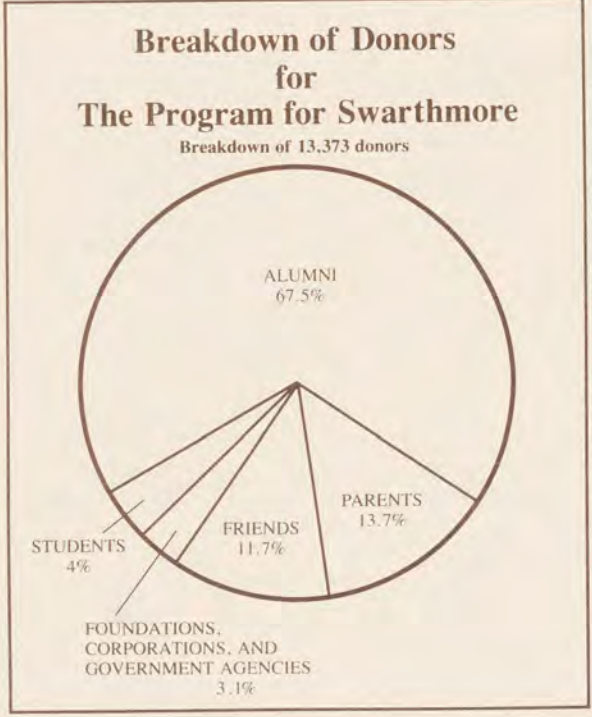 Breakdown of Donors
for
The Program for Swarthmore
Breakdown of 13,373 donors
ALUMNI
67.5%
PARENTS
13.7%
FRIENDS
11.7%
STUDENTS
4%
FOUNDATIONS,
CORPORATIONS, AND
GOVERNMENT AGENCIES
3.1%